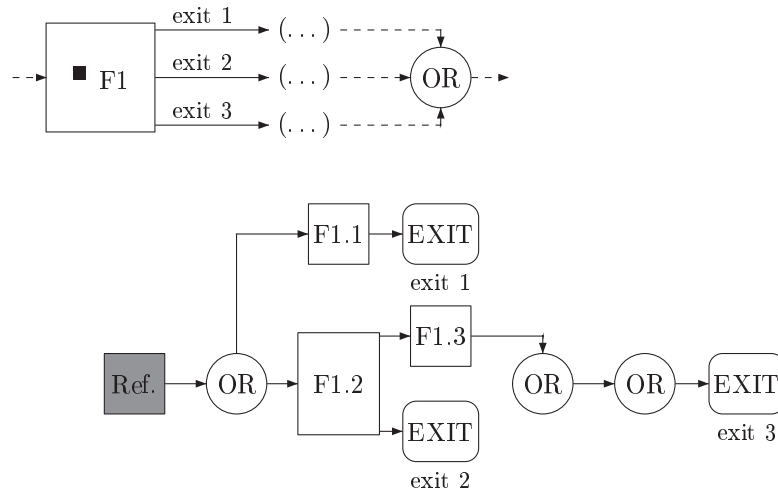 exit 1
(...)
exit 2
F1
(...)
OR
exit 3
(...)
F1.1
EXIT
exit 1
F1.3
Ref.
OR
F1.2
OR
OR
EXIT
EXIT
exit 3
exit 2